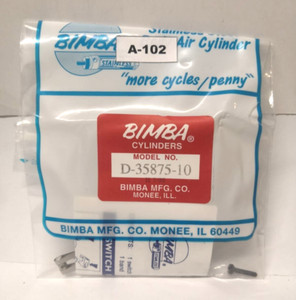 Stainless
BIMBA
Air Cylinder
STAINLESS
A-102
"more cycles/penny"
BIMBA®
CYLINDERS
MODEL NO.
D-35875-10
BIMBA MFG. CO.
MONEE, ILL.
SWITCH
BIMBA MFG. CO. MONEE, IL 60449